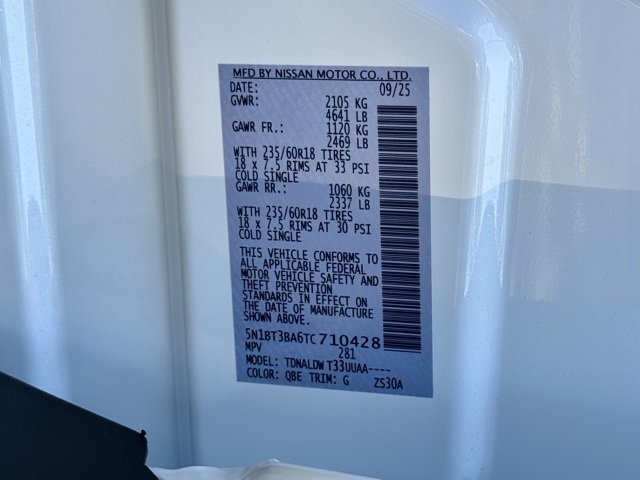 MFD BY NISSAN MOTOR CO., LTD.
DATE: 09/25
GVWR: 2105 KG
4641 LB
GAWR FR.: 1120 KG
2469 LB
WITH 235/60R18 TIRES
18 x 7.5 RIMS AT 33 PSI
COLD SINGLE
GAWR RR.: 1060 KG
2337 LB
WITH 235/60R18 TIRES
18 x 7.5 RIMS AT 30 PSI
COLD SINGLE
THIS VEHICLE CONFORMS TO
ALL APPLICABLE FEDERAL
MOTOR VEHICLE SAFETY AND
THEFT PREVENTION
STANDARDS IN EFFECT ON
THE DATE OF MANUFACTURE
SHOWN ABOVE.
5N1BT3BA6TC710428
MPV 281
MODEL: TDNALDW T33UUAA----
COLOR: QBE TRIM: G ZS30A